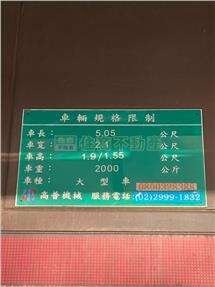 車輛規格限制
車長： 5.05 公尺
車寬： 2.1 公尺
車高： 1.9/1.55 公尺
車重： 2000 公斤
車種： 大型車
高普機械 服務電話：(02)2999-1832